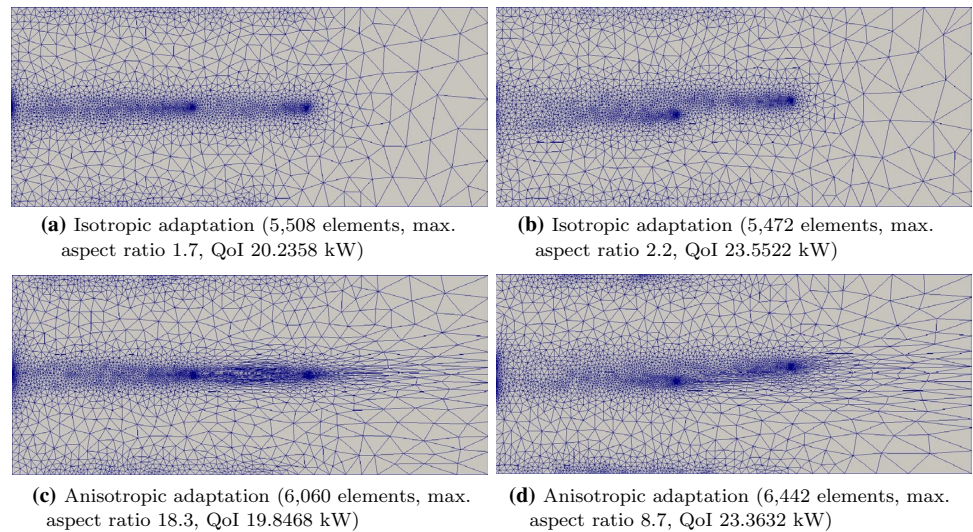 (a) Isotropic adaptation (5,508 elements, max.
aspect ratio 1.7, QoI 20.2358 kW)
(b) Isotropic adaptation (5,472 elements, max.
aspect ratio 2.2, QoI 23.5522 kW)
(c) Anisotropic adaptation (6,060 elements, max.
aspect ratio 18.3, QoI 19.8468 kW)
(d) Anisotropic adaptation (6,442 elements, max.
aspect ratio 8.7, QoI 23.3632 kW)